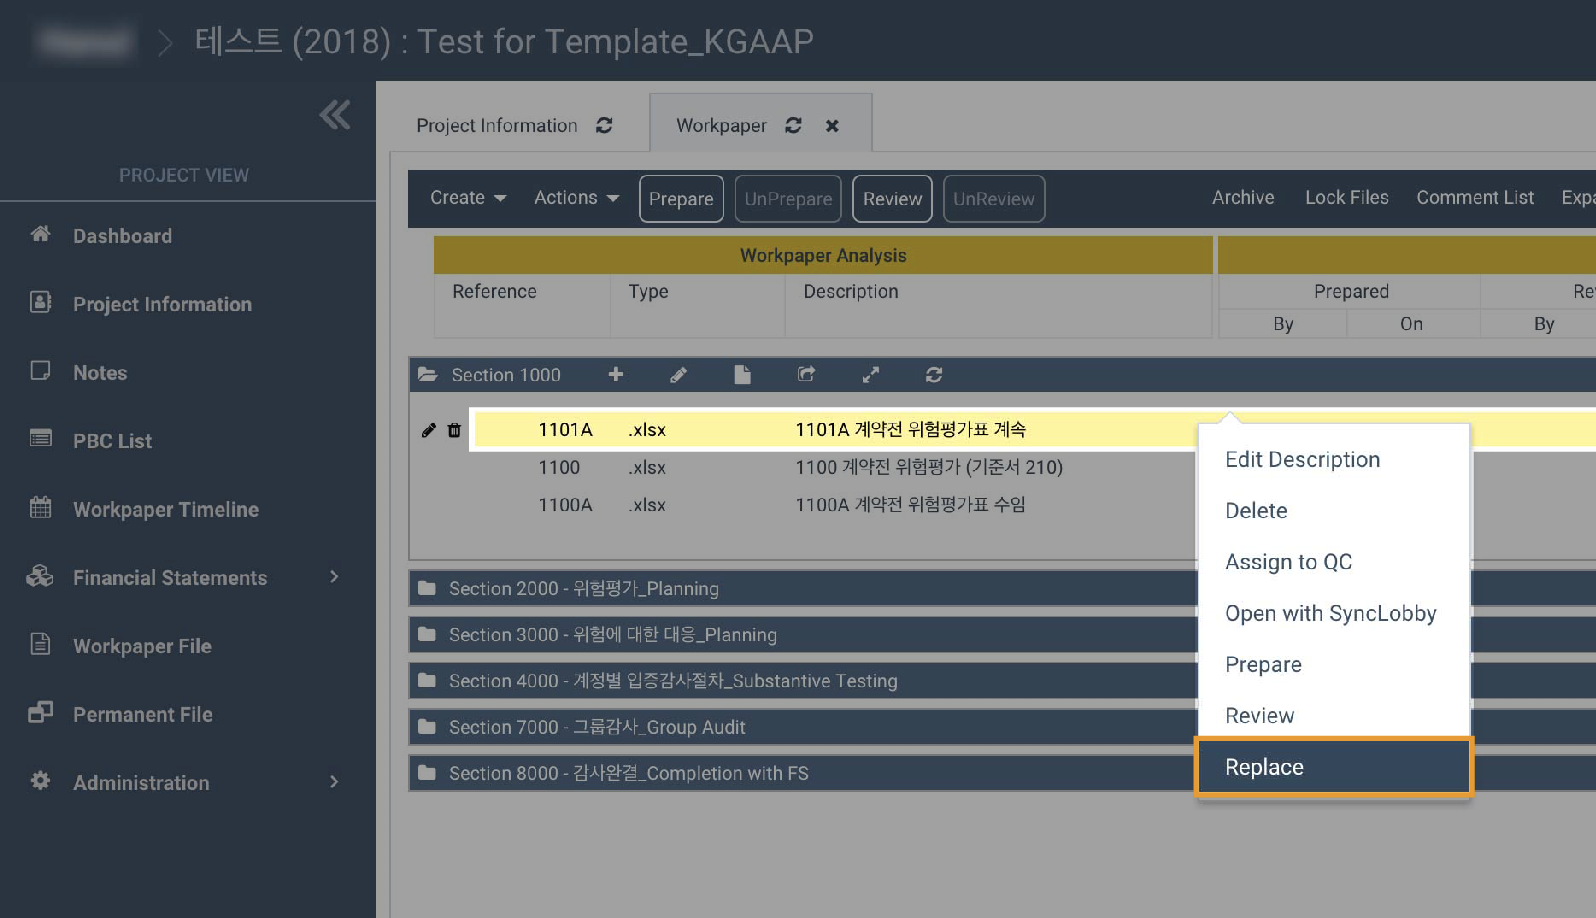 테스트 (2018) : Test for Template_KGAAP
Project Information
Workpaper
PROJECT VIEW
Create Actions Prepare UnPrepare Review UnReview Archive Lock Files Comment List Expa
Dashboard
Workpaper Analysis
Project Information
Reference Type Description Prepared Re
By On By
Notes
Section 1000
PBC List
1101A .xlsx 1101A 계약전 위험평가표 계속
1100 .xlsx 1100 계약전 위험평가 (기준서 210)
1100A .xlsx 1100A 계약전 위험평가표 수임
Edit Description
Delete
Assign to QC
Open with SyncLobby
Prepare
Review
Replace
Workpaper Timeline
Financial Statements
Section 2000 - 위험평가_Planning
Section 3000 - 위험에 대한 대응_Planning
Workpaper File
Section 4000 - 계정별 입증감사절차_Substantive Testing
Permanent File
Section 7000 - 그룹감사_Group Audit
Section 8000 - 감사완결_Completion with FS
Administration